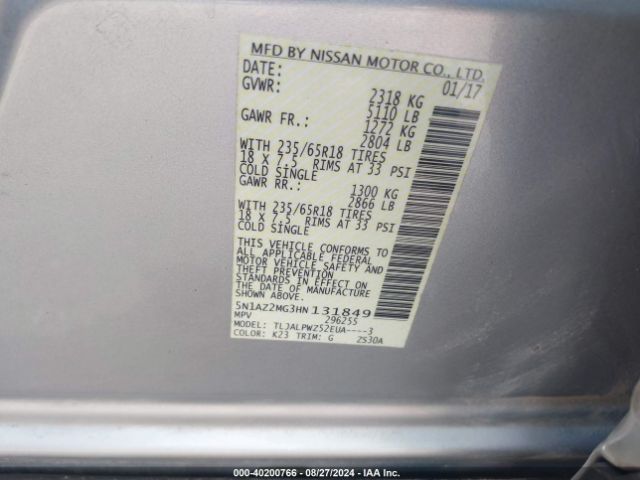 MFD BY NISSAN MOTOR CO., LTD.
DATE: 01/17
GVWR: 2318 KG
5110 LB
GAWR FR.: 1272 KG
2804 LB
WITH 235/65R18 TIRES
18 X 7.5 RIMS AT 33 PSI
COLD SINGLE
GAWR RR.: 1300 KG
2866 LB
WITH 235/65R18 TIRES
18 X 7.5 RIMS AT 33 PSI
COLD SINGLE
THIS VEHICLE CONFORMS TO
ALL APPLICABLE FEDERAL
MOTOR VEHICLE SAFETY AND
THEFT PREVENTION
STANDARDS IN EFFECT ON
THE DATE OF MANUFACTURE
SHOWN ABOVE.
5N1AZ2MG3HN131849
MPV 296255
MODEL: TLJALPWZ52EUA----3
COLOR: K23 TRIM: G ZS30A
000-40200766 - 08/27/2024 - IAA Inc.